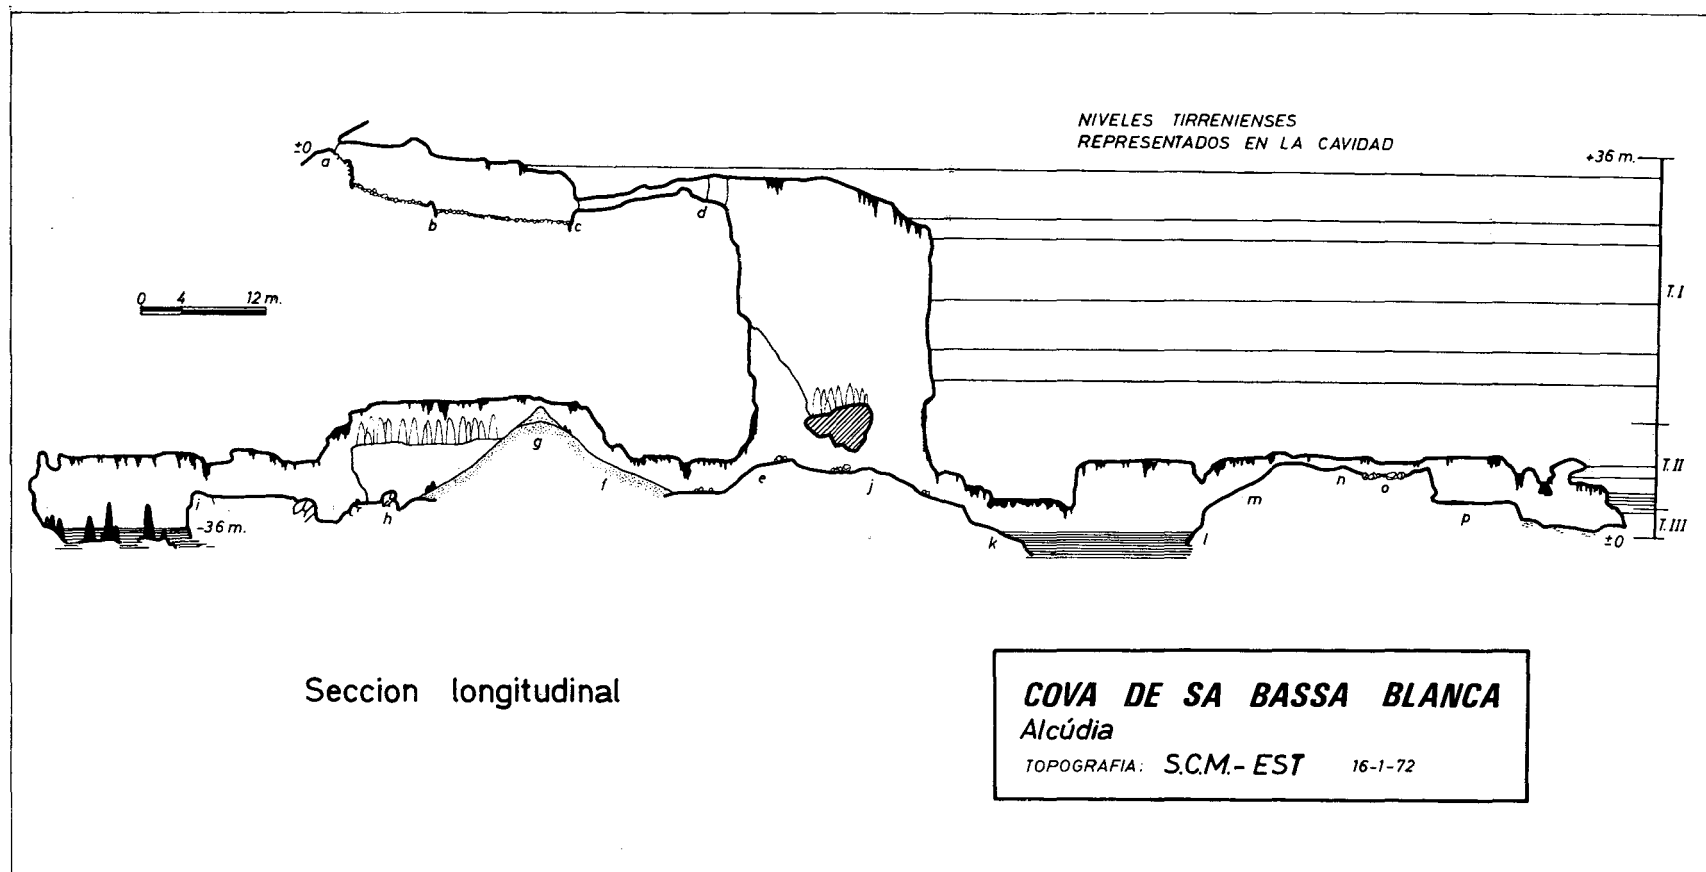 NIVELES TIRRENIENSES
REPRESENTADOS EN LA CAVIDAD
+36 m.
±0
a
b
c
d
0 4 12 m.
T.I
g
f
e
j
T.II
i
-36 m.
h
k
l
m
n
o
p
T.III
±0
Seccion longitudinal
COVA DE SA BASSA BLANCA
Alcúdia
TOPOGRAFIA: S.C.M.-EST 16-1-72